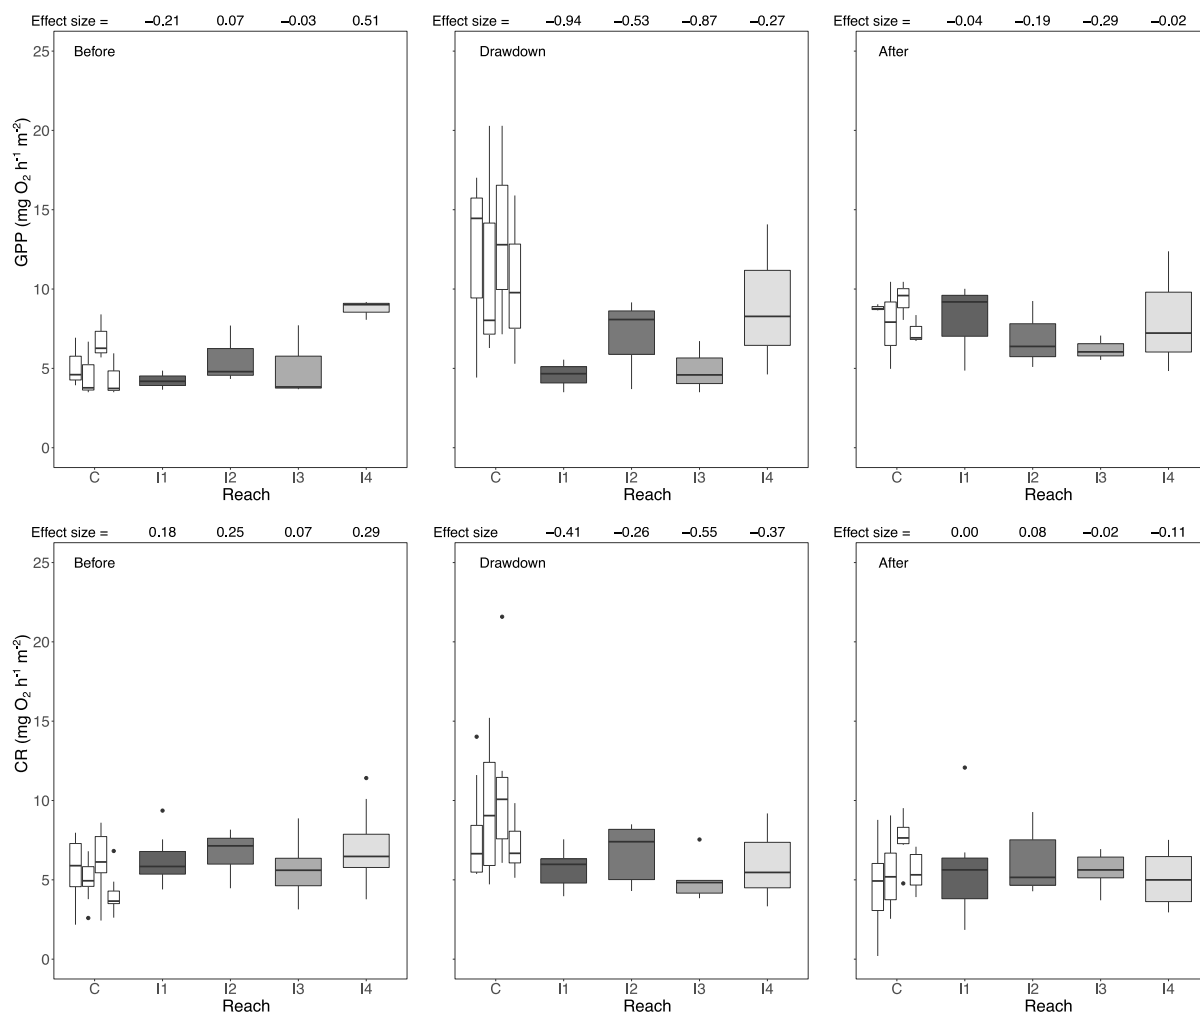 Effect size = −0.21 0.07 −0.03 0.51
Effect size = −0.94 −0.53 −0.87 −0.27
Effect size = −0.04 −0.19 −0.29 −0.02
Before
Drawdown
After
GPP (mg O₂ h⁻¹ m⁻²)
25
20
15
10
5
0
C I1 I2 I3 I4
Reach
C I1 I2 I3 I4
Reach
C I1 I2 I3 I4
Reach
Effect size = 0.18 0.25 0.07 0.29
Effect size −0.41 −0.26 −0.55 −0.37
Effect size = 0.00 0.08 −0.02 −0.11
Before
Drawdown
After
CR (mg O₂ h⁻¹ m⁻²)
25
20
15
10
5
0
C I1 I2 I3 I4
Reach
C I1 I2 I3 I4
Reach
C I1 I2 I3 I4
Reach